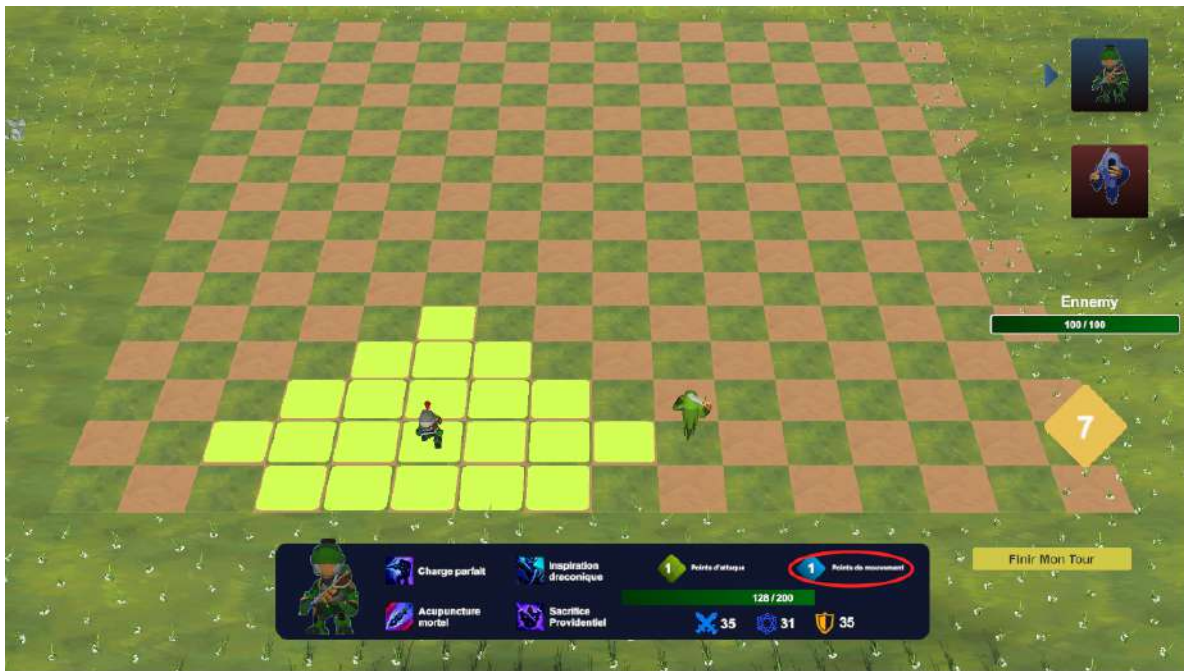 Ennemy
100 / 100
7
Finir Mon Tour
Charge parfait
Inspiration
draconique
1 Points d'attaque
1 Points de mouvement
128 / 200
Acupuncture
mortel
Sacrifice
Providentiel
35
31
35